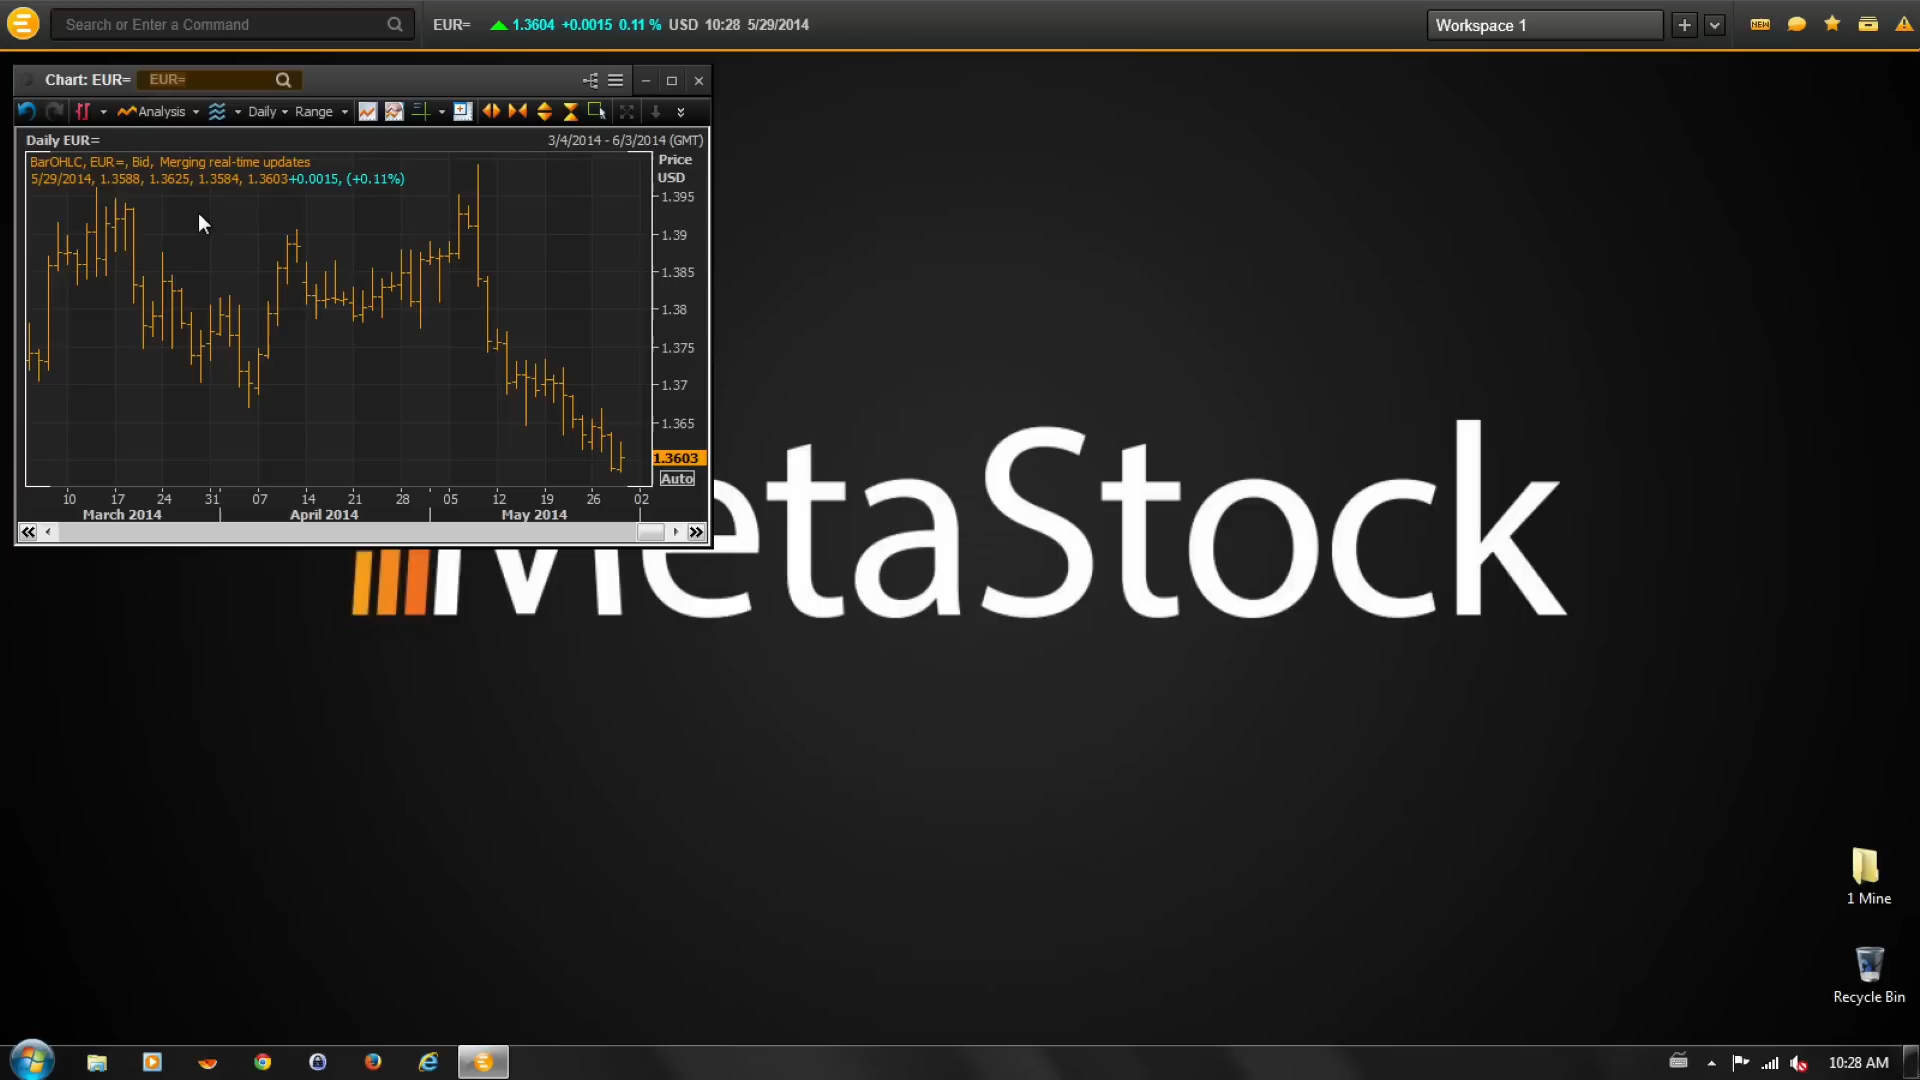 Search or Enter a Command
EUR= 1.3604 +0.0015 0.11 % USD 10:28 5/29/2014
Workspace 1
NEW
Chart: EUR= EUR=
Analysis Daily Range
Daily EUR= 3/4/2014 - 6/3/2014 (GMT)
BarOHLC, EUR=, Bid, Merging real-time updates
5/29/2014, 1.3588, 1.3625, 1.3584, 1.3603+0.0015, (+0.11%)
Price
USD
1.395
1.39
1.385
1.38
1.375
1.37
1.365
1.3603
Auto
10 17 24 31 07 14 21 28 05 12 19 26 02
March 2014 April 2014 May 2014
MetaStock
1 Mine
Recycle Bin
10:28 AM